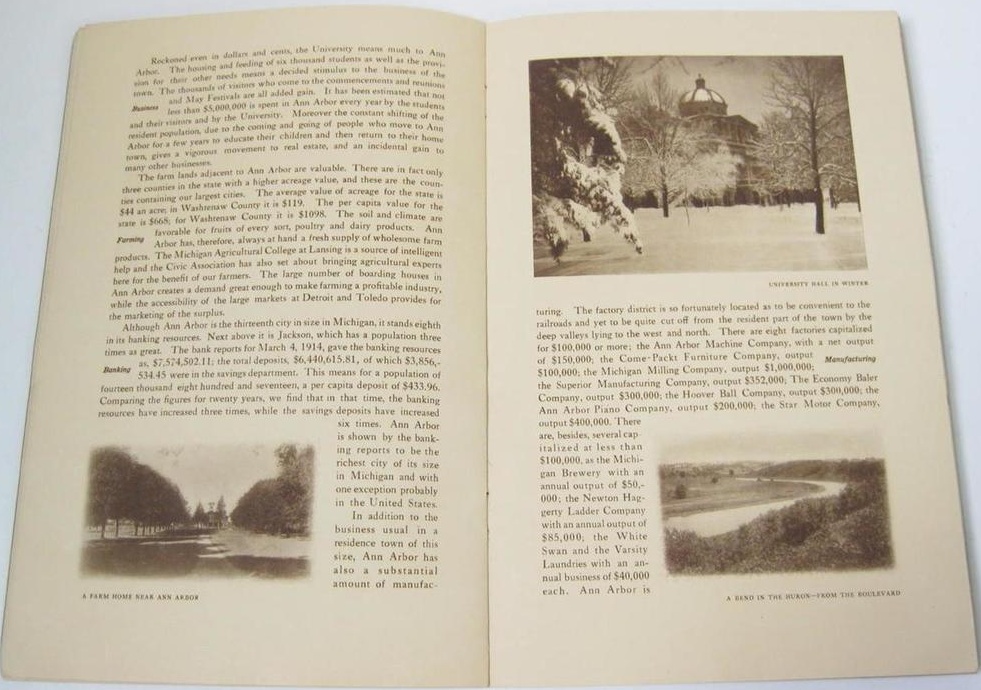 Reckoned even in dollars and cents, the University means much to Ann
Arbor. The housing and feeding of six thousand students as well as the provi-
sion for their other needs means a decided stimulus to the business of the
town. The thousands of visitors who come to the commencements and reunions
Business and May Festivals are all added gain. It has been estimated that not
less than $5,000,000 is spent in Ann Arbor every year by the students
and their visitors and by the University. Moreover the constant shifting of the
resident population, due to the coming and going of people who move to Ann
Arbor for a few years to educate their children and then return to their home
town, gives a vigorous movement to real estate, and an incidental gain to
many other businesses.
The farm lands adjacent to Ann Arbor are valuable. There are in fact only
three counties in the state with a higher acreage value, and these are the coun-
ties containing our largest cities. The average value of acreage for the state is
$44 an acre; in Washtenaw County it is $119. The per capita value for the
state is $668; for Washtenaw County it is $1098. The soil and climate are
favorable for fruits of every sort, poultry and dairy products. Ann
Farming Arbor has, therefore, always at hand a fresh supply of wholesome farm
products. The Michigan Agricultural College at Lansing is a source of intelligent
help and the Civic Association has also set about bringing agricultural experts
here for the benefit of our farmers. The large number of boarding houses in
Ann Arbor creates a demand great enough to make farming a profitable industry,
while the accessibility of the large markets at Detroit and Toledo provides for
the marketing of the surplus.
Although Ann Arbor is the thirteenth city in size in Michigan, it stands eighth
in its banking resources. Next above it is Jackson, which has a population three
times as great. The bank reports for March 4, 1914, gave the banking resources
as, $7,574,502.11; the total deposits, $6,440,615.81, of which $3,856,-
Banking 534.45 were in the savings department. This means for a population of
fourteen thousand eight hundred and seventeen, a per capita deposit of $433.96.
Comparing the figures for twenty years, we find that in that time, the banking
resources have increased three times, while the savings deposits have increased
six times. Ann Arbor
is shown by the bank-
ing reports to be the
richest city of its size
in Michigan and with
one exception probably
in the United States.
In addition to the
business usual in a
residence town of this
size, Ann Arbor has
also a substantial
amount of manufac-
A FARM HOME NEAR ANN ARBOR
UNIVERSITY HALL IN WINTER
turing. The factory district is so fortunately located as to be convenient to the
railroads and yet to be quite cut off from the resident part of the town by the
deep valleys lying to the west and north. There are eight factories capitalized
for $100,000 or more; the Ann Arbor Machine Company, with a net output
of $150,000; the Come-Packt Furniture Company, output
$100,000; the Michigan Milling Company, output $1,000,000; Manufacturing
the Superior Manufacturing Company, output $352,000; The Economy Baler
Company, output $300,000; the Hoover Ball Company, output $300,000; the
Ann Arbor Piano Company, output $200,000; the Star Motor Company,
output $400,000. There
are, besides, several cap
italized at less than
$100,000, as the Michi-
gan Brewery with an
annual output of $50,-
000; the Newton Hag-
gerty Ladder Company
with an annual output of
$85,000; the White
Swan and the Varsity
Laundries with an an-
nual business of $40,000
each. Ann Arbor is
A BEND IN THE HURON—FROM THE BOULEVARD